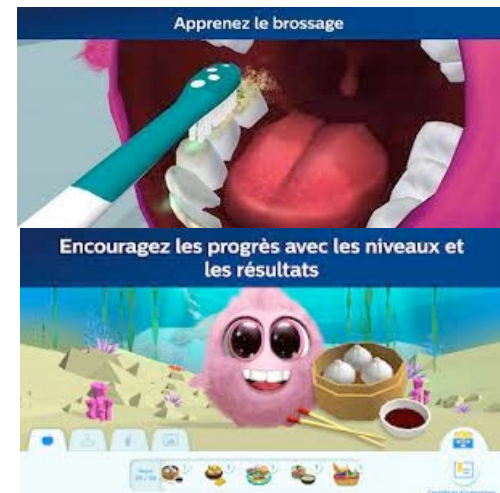 Apprenez le brossage
Encouragez les progrès avec les niveaux et
les résultats